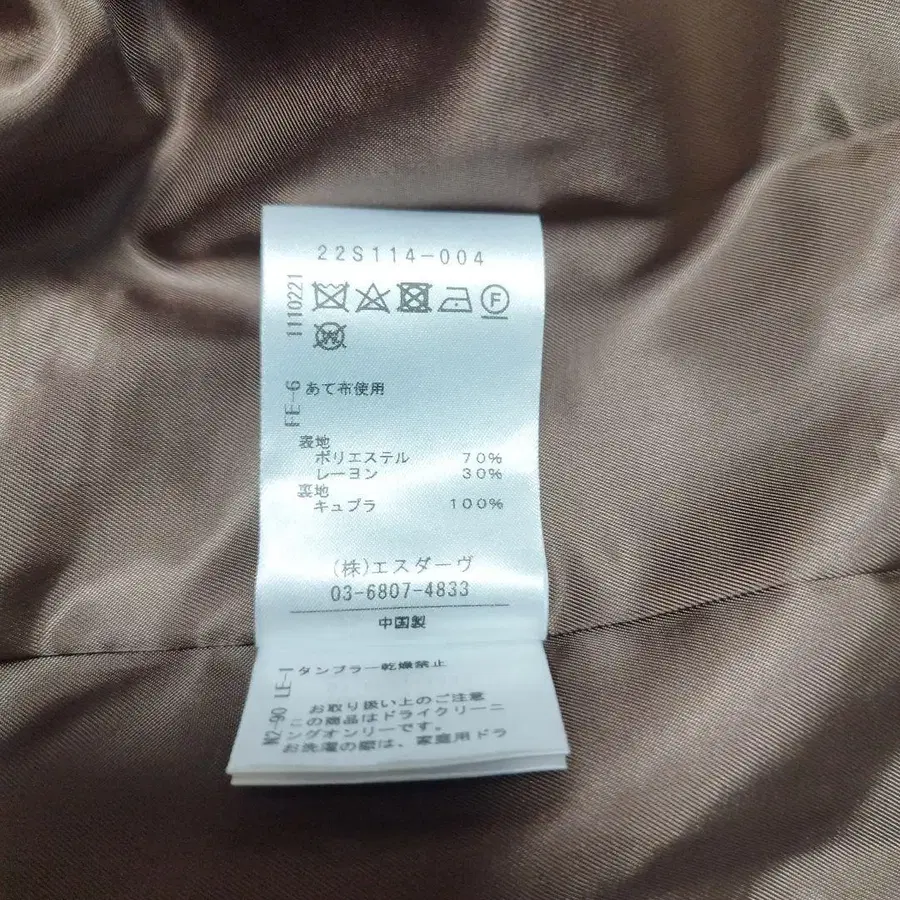 22S114-004
1110221
F
W
EE-6
あて布使用
表地
ポリエステル 70%
レーヨン 30%
裏地
キュプラ 100%
(株)エスダーヴ
03-6807-4833
中国製
N2-90 LE-1
タンブラー乾燥禁止
お取り扱い上のご注意
この商品はドライクリーニ
ングオンリーです。
お洗濯の際は、家庭用ドラ